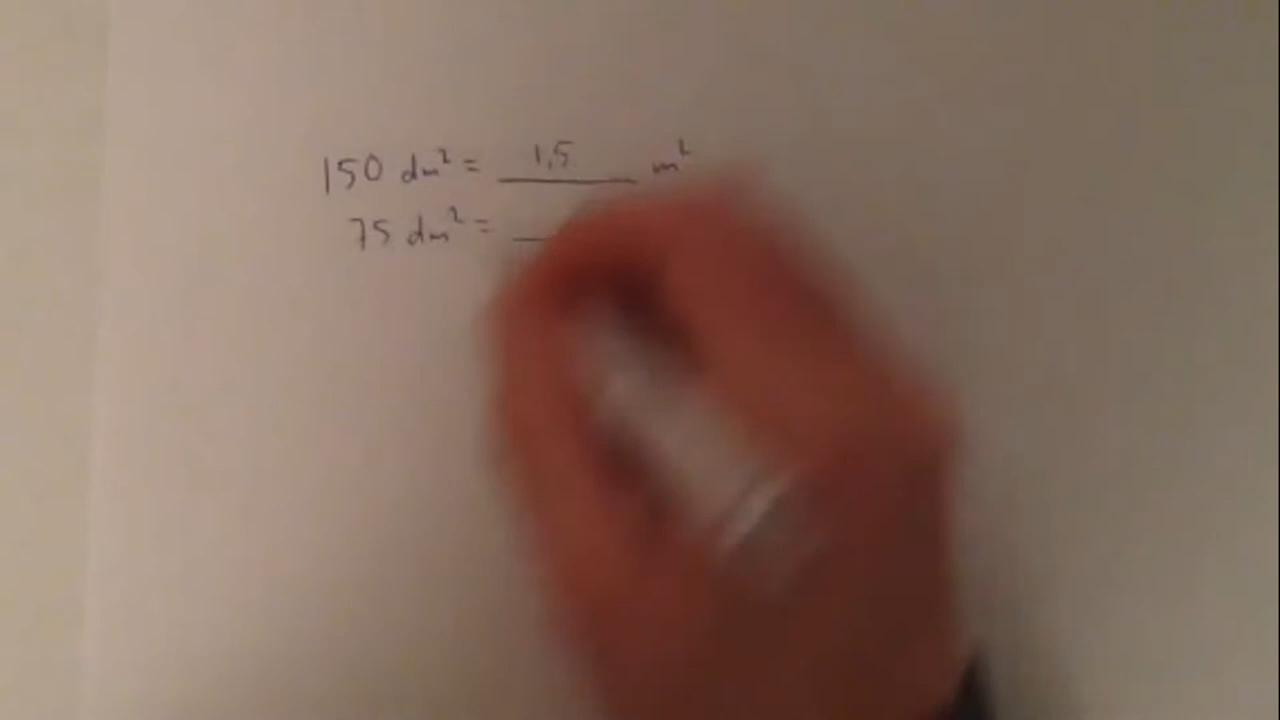 150 dm² = 1,5 m²
75 dm² =